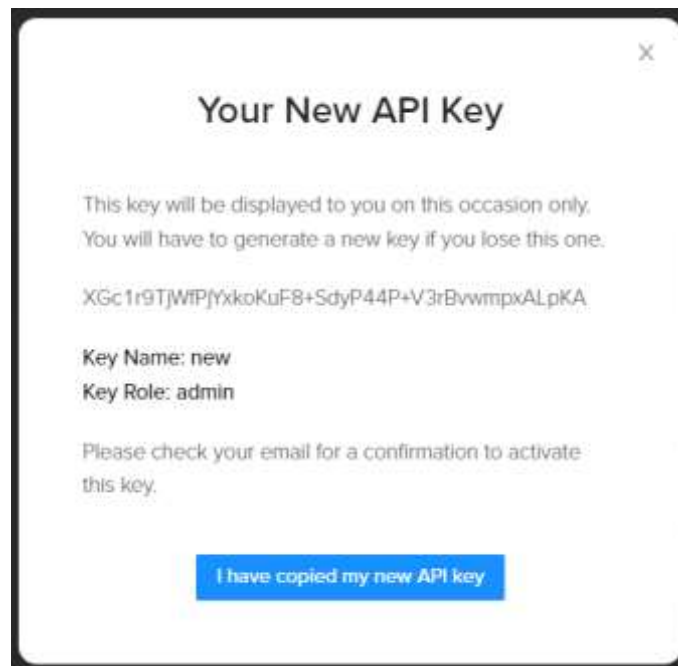 Your New API Key
This key will be displayed to you on this occasion only.
You will have to generate a new key if you lose this one.
XGc1r9TjWfPjYxkoKuF8+SdyP44P+V3rBvwmpxALpKA
Key Name: new
Key Role: admin
Please check your email for a confirmation to activate
this key.
I have copied my new API key